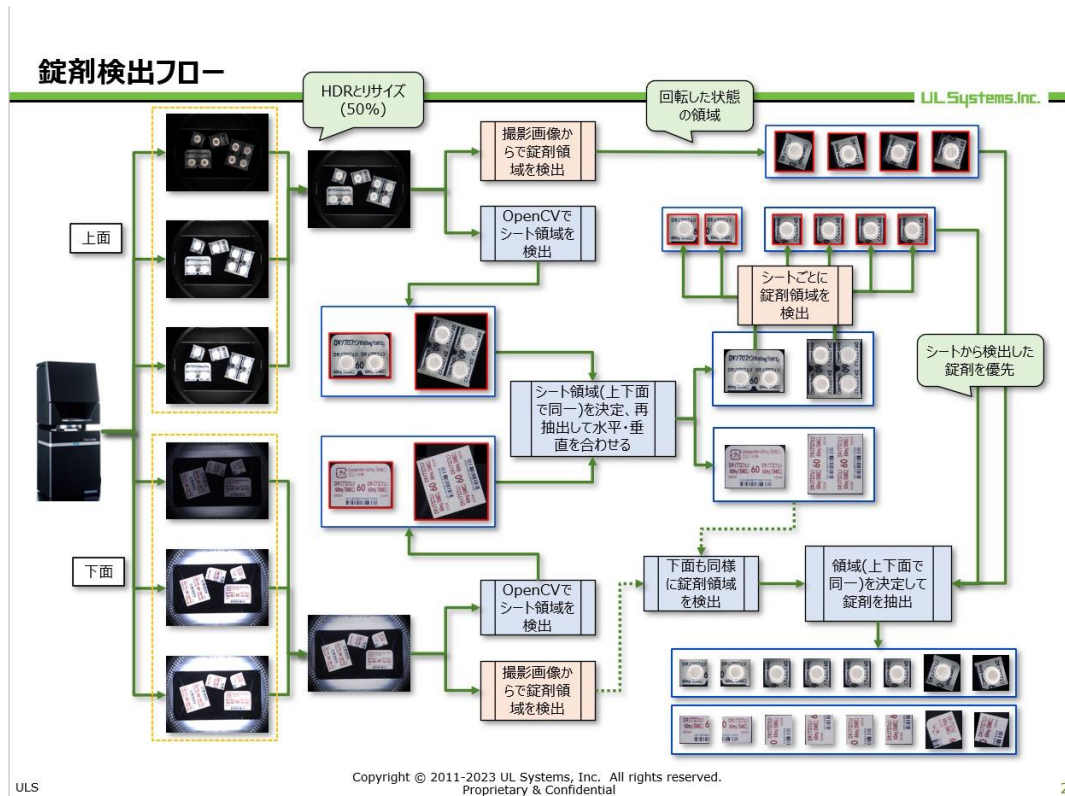 錠剤検出フロー
UL Systems,Inc.
HDRとリサイズ
(50%)
回転した状態
の領域
撮影画像か
らで錠剤領
域を検出
上面
OpenCVで
シート領域を
検出
シートごとに
錠剤領域を
検出
シートから検出した
錠剤を優先
シート領域(上下面
で同一)を決定、再
抽出して水平・垂
直を合わせる
下面
OpenCVで
シート領域を
検出
下面も同様
に錠剤領域
を検出
領域(上下面で
同一)を決定して
錠剤を抽出
撮影画像か
らで錠剤領
域を検出
ULS
Copyright © 2011-2023 UL Systems, Inc. All rights reserved.
Proprietary & Confidential
2